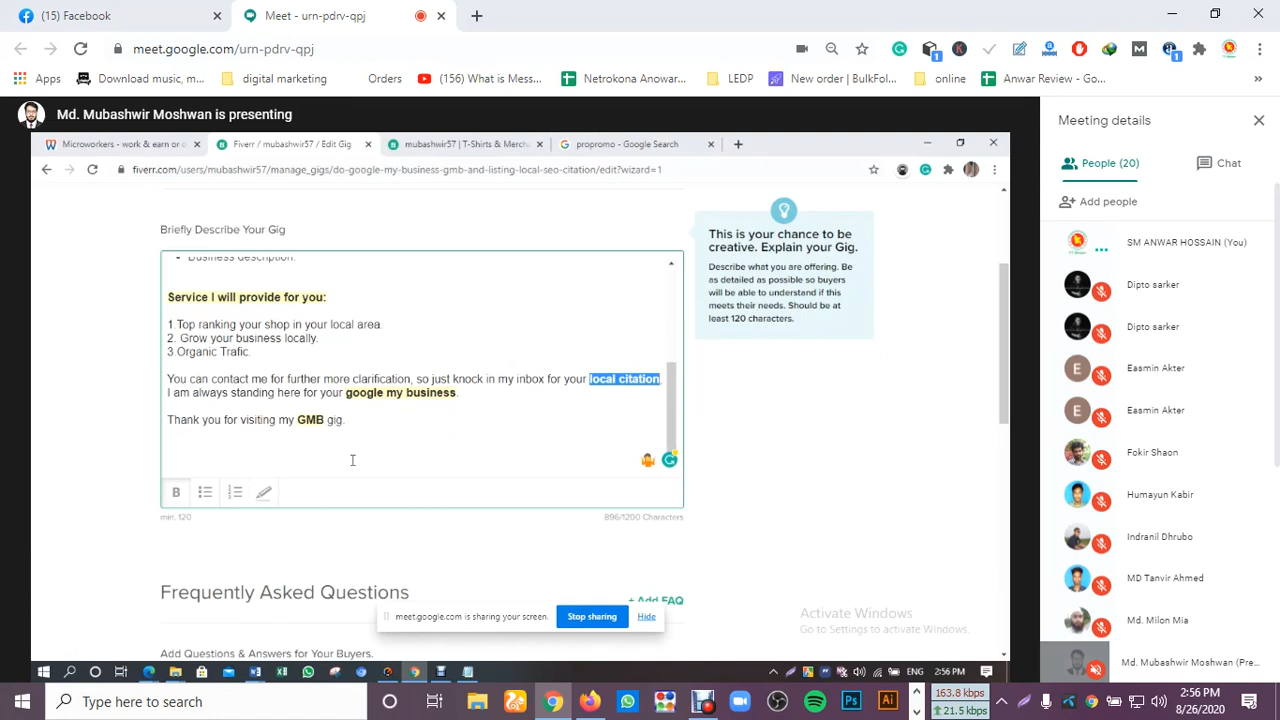 (15) Facebook
Meet - urn-pdrv-qpj
meet.google.com/urn-pdrv-qpj
Apps
Download music, m...
digital marketing
Orders
(156) What is Mess...
Netrokona Anowar...
LEDP
New order | BulkFol...
online
Anwar Review - Go...
Md. Mubashwir Moshwan is presenting
Microworkers - work & earn or o
Fiverr / mubashwir57 / Edit Gig
mubashwir57 | T-Shirts & Mercha
propromo - Google Search
fiverr.com/users/mubashwir57/manage_gigs/do-google-my-business-gmb-and-listing-local-seo-citation/edit?wizard=1
Briefly Describe Your Gig
Business description.
Service I will provide for you:
1.Top ranking your shop in your local area.
2. Grow your business locally.
3.Organic Trafic.
You can contact me for further more clarification, so just knock in my inbox for your local citation,
I am always standing here for your google my business.
Thank you for visiting my GMB gig.
B
min. 120
896/1200 Characters
This is your chance to be
creative. Explain your Gig.
Describe what you are offering. Be
as detailed as possible so buyers
will be able to understand if this
meets their needs. Should be at
least 120 characters.
Frequently Asked Questions
+ Add FAQ
meet.google.com is sharing your screen.
Stop sharing
Hide
Add Questions & Answers for Your Buyers.
Activate Windows
Go to Settings to activate Windows.
ENG
2:56 PM
Meeting details
People (20)
Chat
Add people
SM ANWAR HOSSAIN (You)
Dipto sarker
Dipto sarker
E
Easmin Akter
E
Easmin Akter
Fokir Shaon
Humayun Kabir
Indranil Dhrubo
MD Tanvir Ahmed
Md. Milon Mia
Md. Mubashwir Moshwan (Pre...
Type here to search
163.8 kbps
21.5 kbps
2:56 PM
8/26/2020